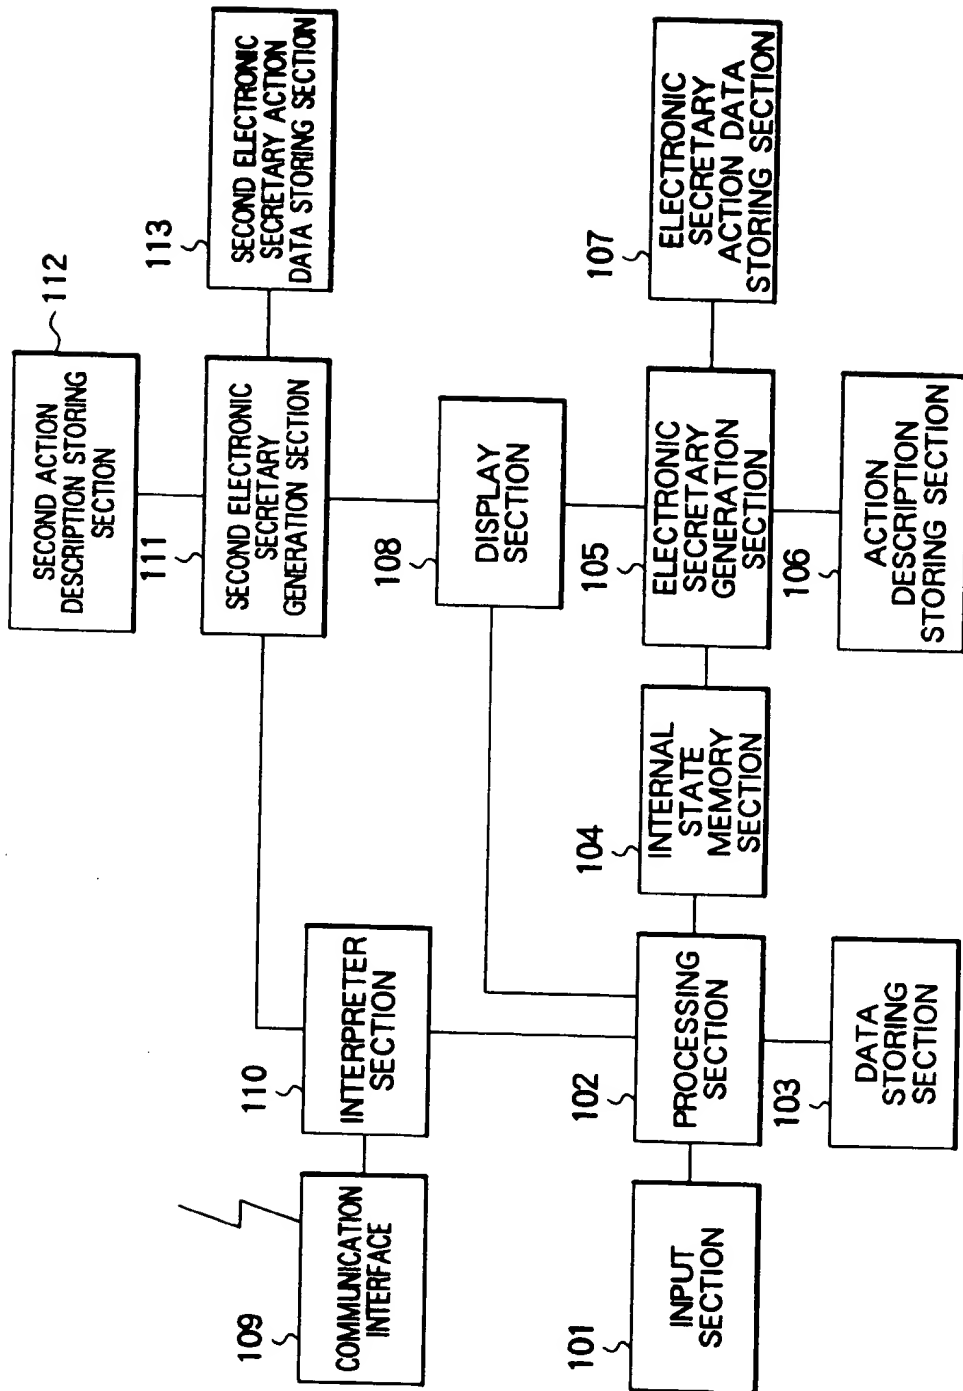 112
SECOND ACTION
DESCRIPTION STORING
SECTION
113
SECOND ELECTRONIC
SECRETARY ACTION
DATA STORING SECTION
111
SECOND ELECTRONIC
SECRETARY
GENERATION SECTION
108
DISPLAY
SECTION
109
COMMUNICATION
INTERFACE
110
INTERPRETER
SECTION
101
INPUT
SECTION
102
PROCESSING
SECTION
103
DATA
STORING
SECTION
104
INTERNAL
STATE
MEMORY
SECTION
105
ELECTRONIC
SECRETARY
GENERATION
SECTION
106
ACTION
DESCRIPTION
STORING SECTION
107
ELECTRONIC
SECRETARY
ACTION DATA
STORING SECTION